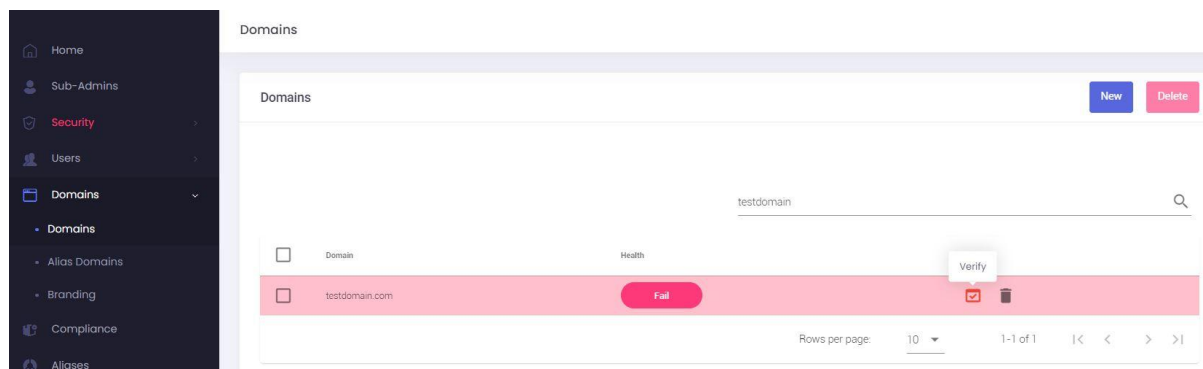 Domains
Home
Sub-Admins
Security
Users
Domains
Domains
Alias Domains
Branding
Compliance
Aliases
Domains
New
Delete
testdomain
Domain
Health
Verify
testdomain.com
Fail
Rows per page:
10
1-1 of 1